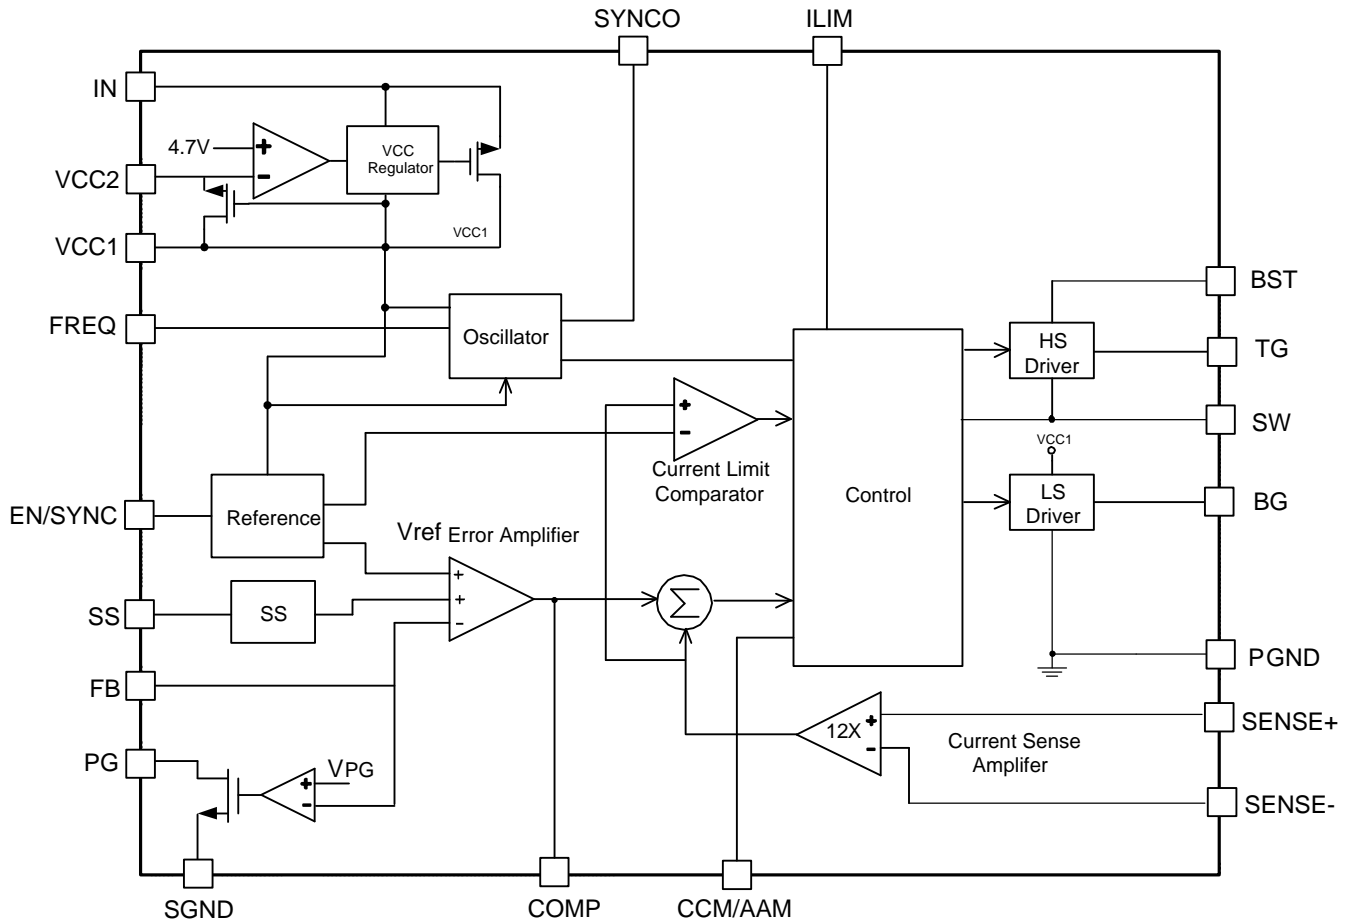 SYNCO
ILIM
IN
4.7V
+
-
VCC
Regulator
VCC2
VCC1
VCC1
FREQ
Oscillator
BST
HS
Driver
TG
+
-
SW
VCC1
Current Limit
Comparator
Control
LS
Driver
BG
EN/SYNC
Reference
Vref
Error Amplifier
+
+
-
SS
SS
Σ
PGND
FB
SENSE+
12X
+
-
Current Sense
Amplifer
PG
VPG
+
-
SENSE-
SGND
COMP
CCM/AAM